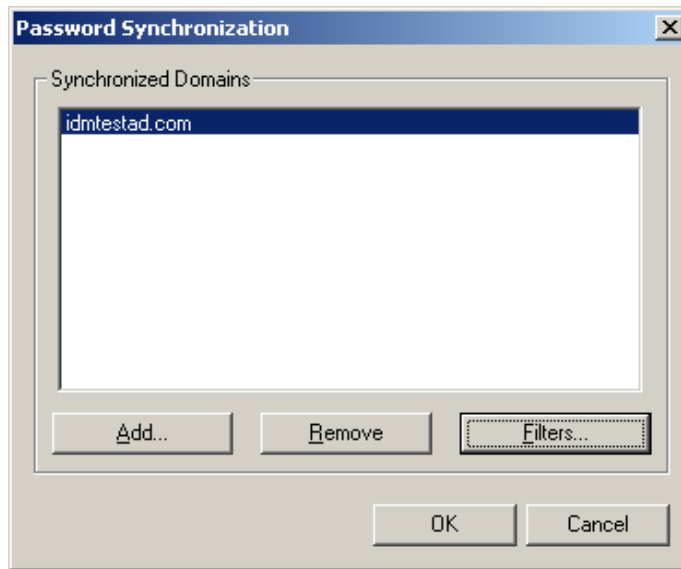 Password Synchronization
Synchronized Domains
idmtestad.com
Add...
Remove
Filters...
OK
Cancel